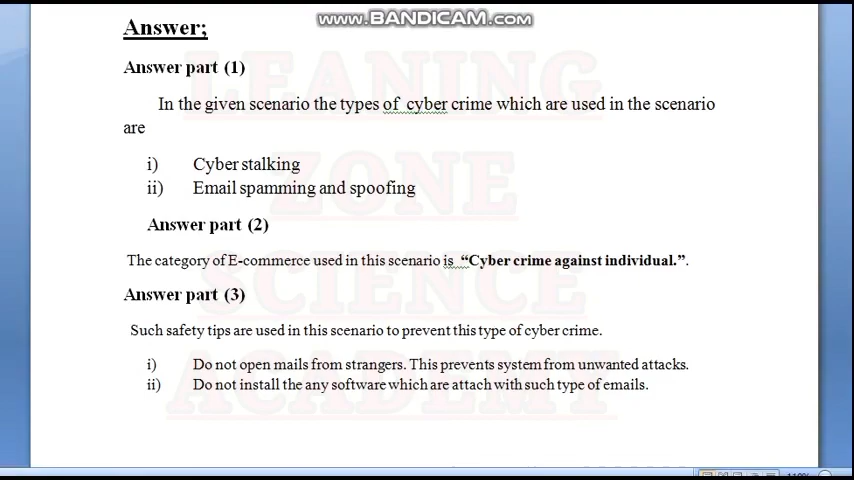 www.BANDICAM.com
Answer;
Answer part (1)
In the given scenario the types of cyber crime which are used in the scenario
are
i) Cyber stalking
ii) Email spamming and spoofing
Answer part (2)
The category of E-commerce used in this scenario is “Cyber crime against individual.”.
Answer part (3)
Such safety tips are used in this scenario to prevent this type of cyber crime.
i) Do not open mails from strangers. This prevents system from unwanted attacks.
ii) Do not install the any software which are attach with such type of emails.
LEANING
ZONE
SCIENCE
ACADEMY